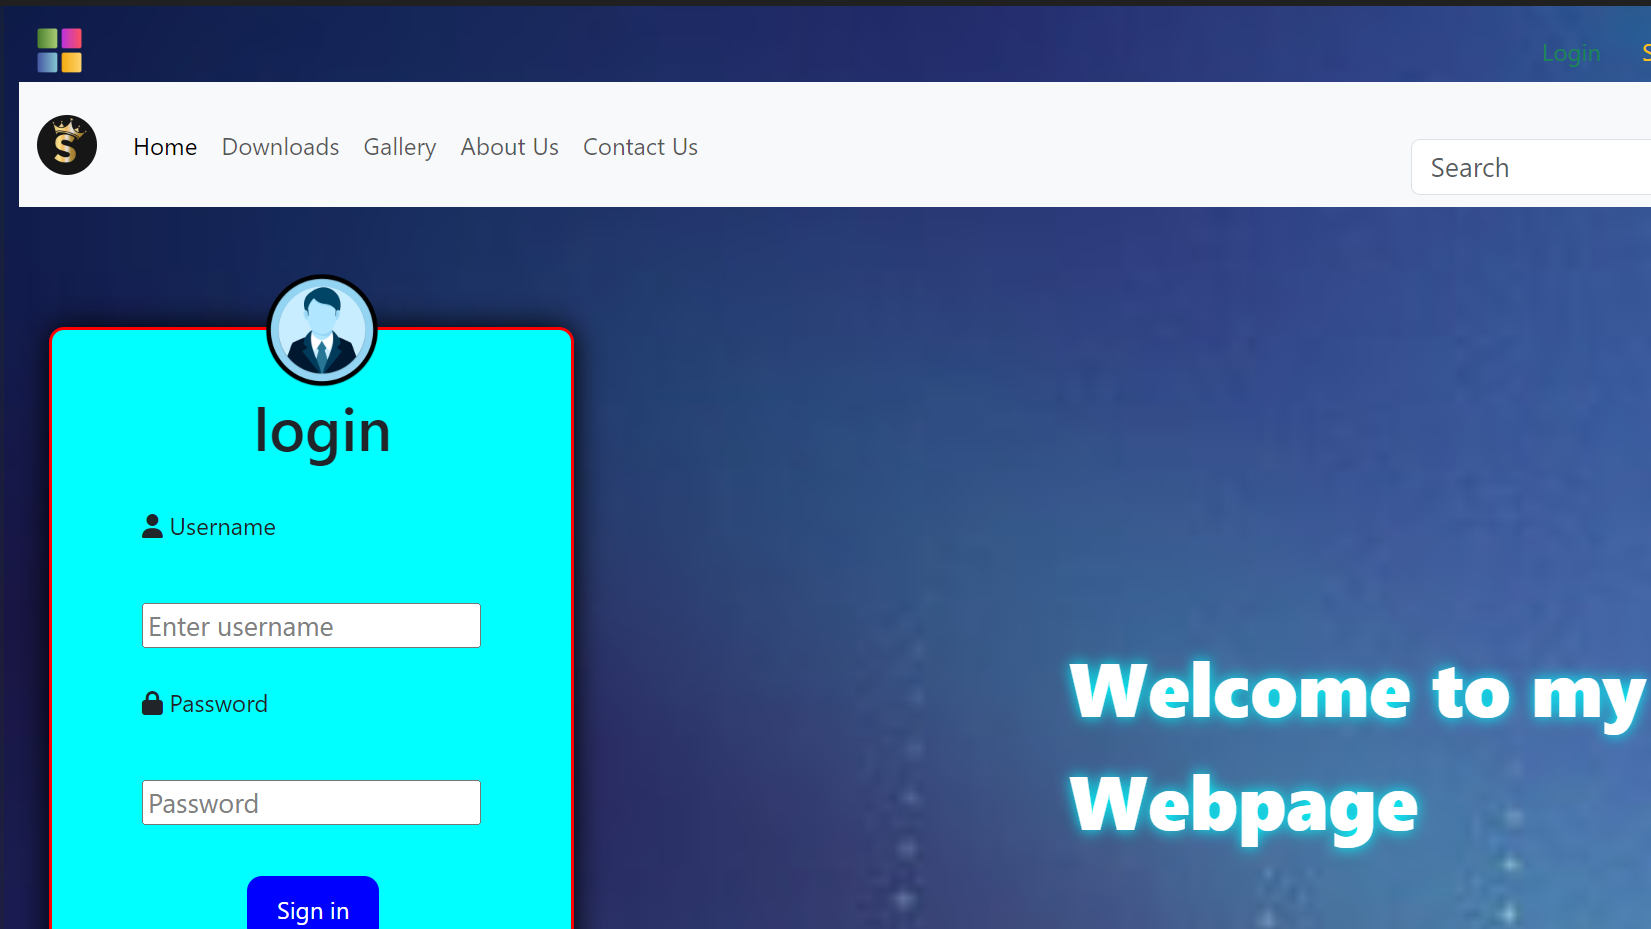 Login S
S
Home Downloads Gallery About Us Contact Us
Search
login
Username
Enter username
Password
Password
Sign in
Welcome to my
Webpage